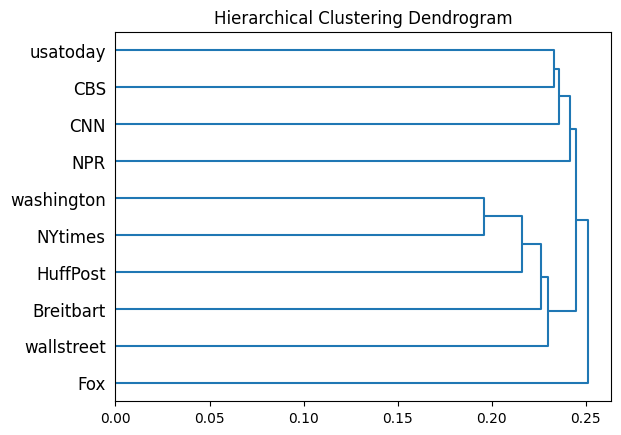 Hierarchical Clustering Dendrogram
usatoday
CBS
CNN
NPR
washington
NYtimes
HuffPost
Breitbart
wallstreet
Fox
0.00 0.05 0.10 0.15 0.20 0.25